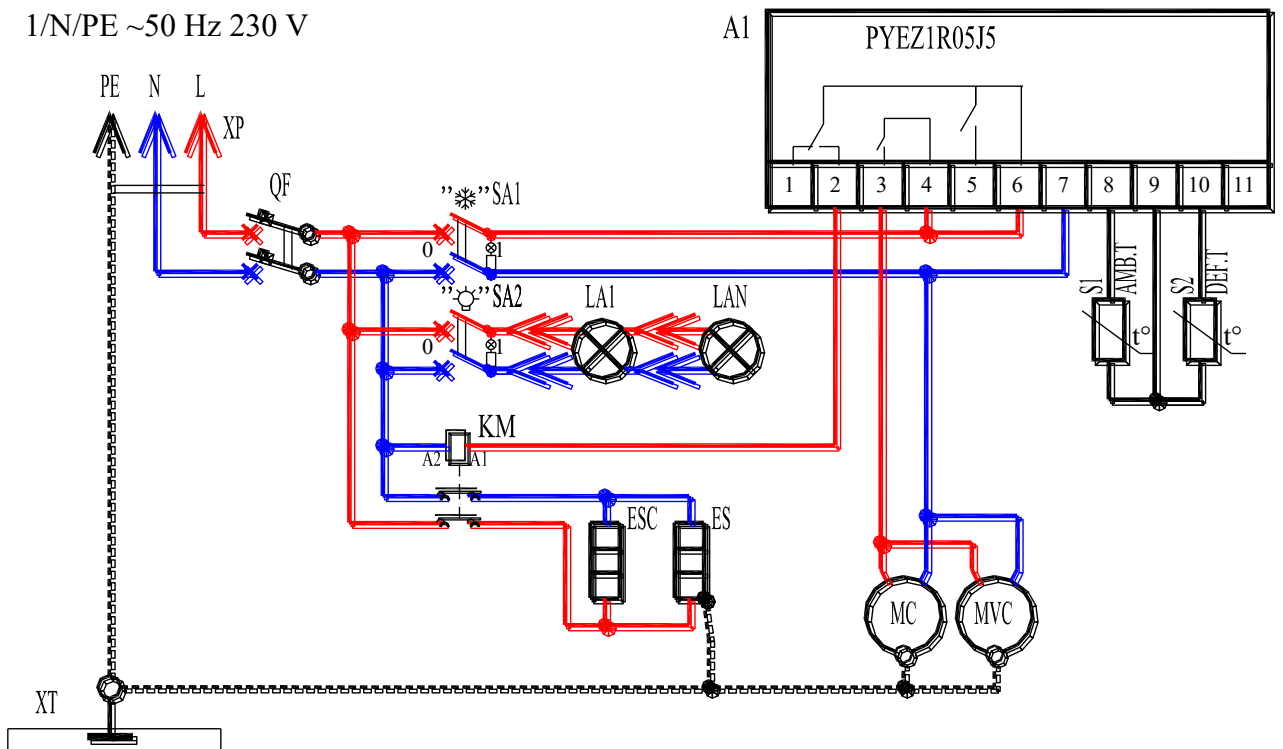 1/N/PE ~50 Hz 230 V
A1
PYEZ1R05J5
PE N L
XP
QF
"❄"SA1
1 2 3 4 5 6 7 8 9 10 11
0 1
"💡"SA2
LA1 LAN
0 1
S1 AMB.T
S2 DEF.T
t° t°
KM
A2 A1
ESC ES
MC MVC
XT